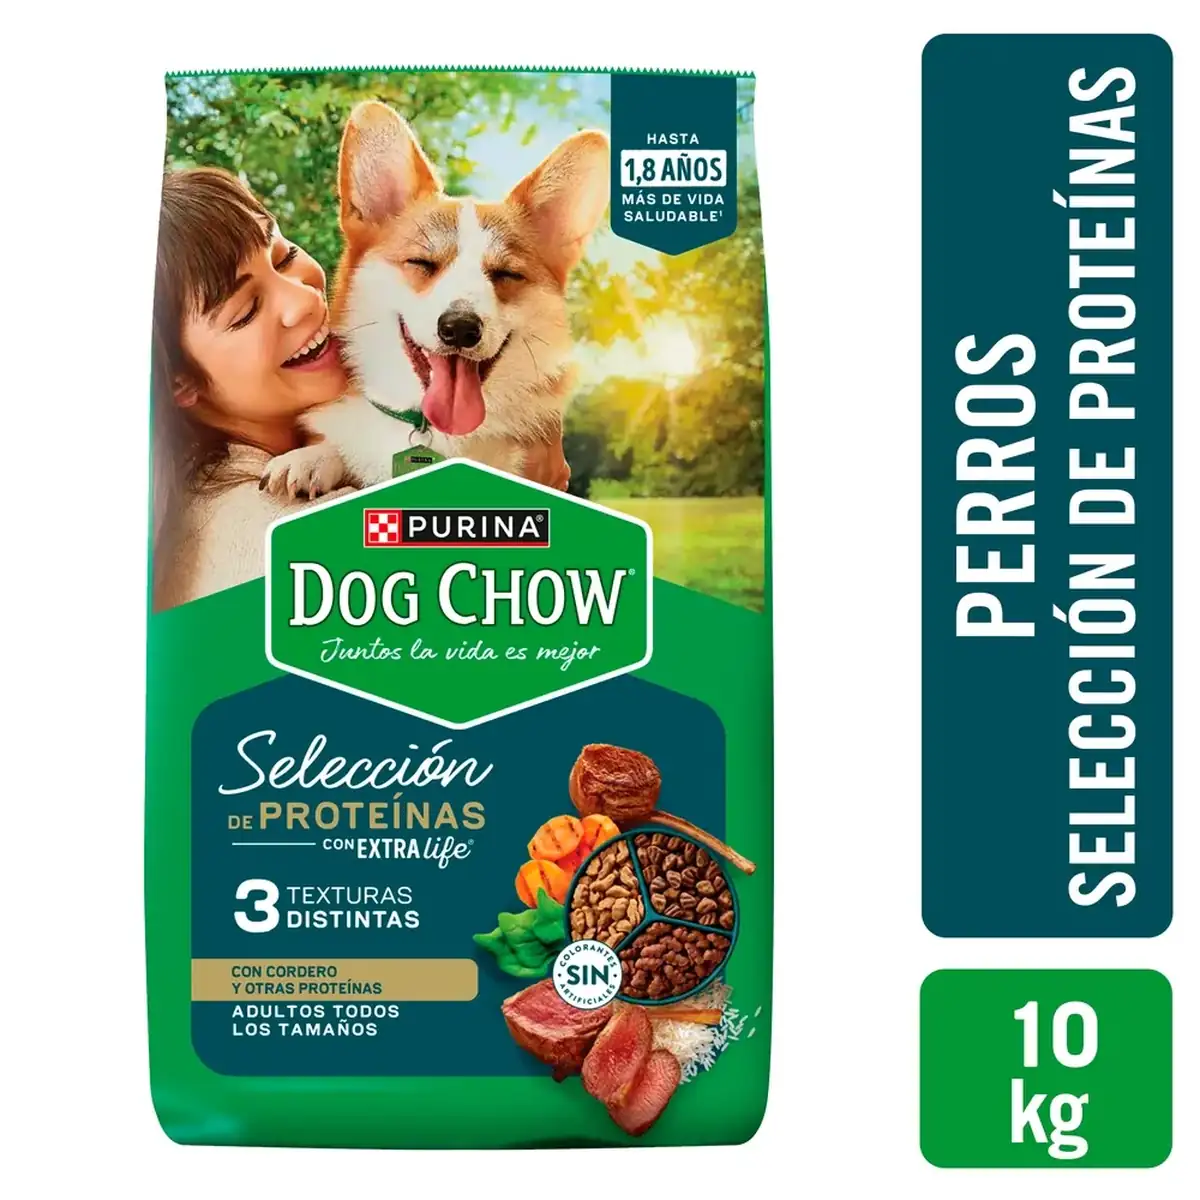 HASTA
1,8 AÑOS
MÁS DE VIDA
SALUDABLE¹
PURINA®
DOG CHOW®
Juntos la vida es mejor
Selección
DE PROTEÍNAS
CON EXTRA life®
3 TEXTURAS
DISTINTAS
CON CORDERO
Y OTRAS PROTEÍNAS
ADULTOS TODOS
LOS TAMAÑOS
COLORANTES
SIN
ARTIFICIALES
PERROS
SELECCIÓN DE PROTEÍNAS
10
kg